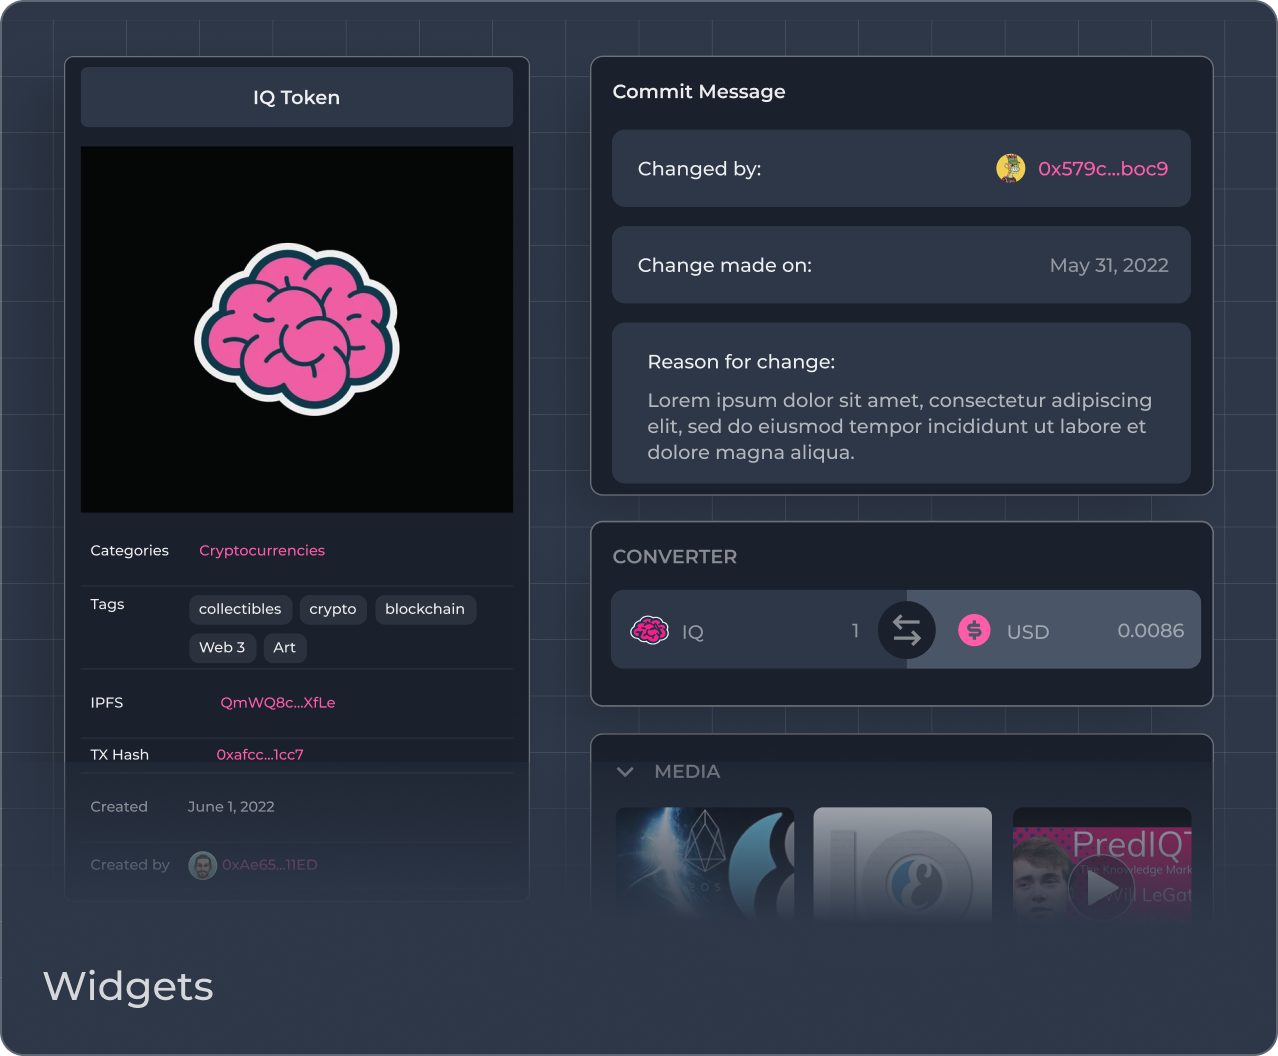 IQ Token
Categories Cryptocurrencies
Tags collectibles crypto blockchain
Web 3 Art
IPFS QmWQ8c...XfLe
TX Hash 0xafcc...1cc7
Created June 1, 2022
Created by 0xAe65...11ED
Commit Message
Changed by: 0x579c...boc9
Change made on: May 31, 2022
Reason for change:
Lorem ipsum dolor sit amet, consectetur adipiscing
elit, sed do eiusmod tempor incididunt ut labore et
dolore magna aliqua.
CONVERTER
IQ 1 $ USD 0.0086
MEDIA
EOS
PredIQT
The Knowledge Mark
Will LeGat
Widgets